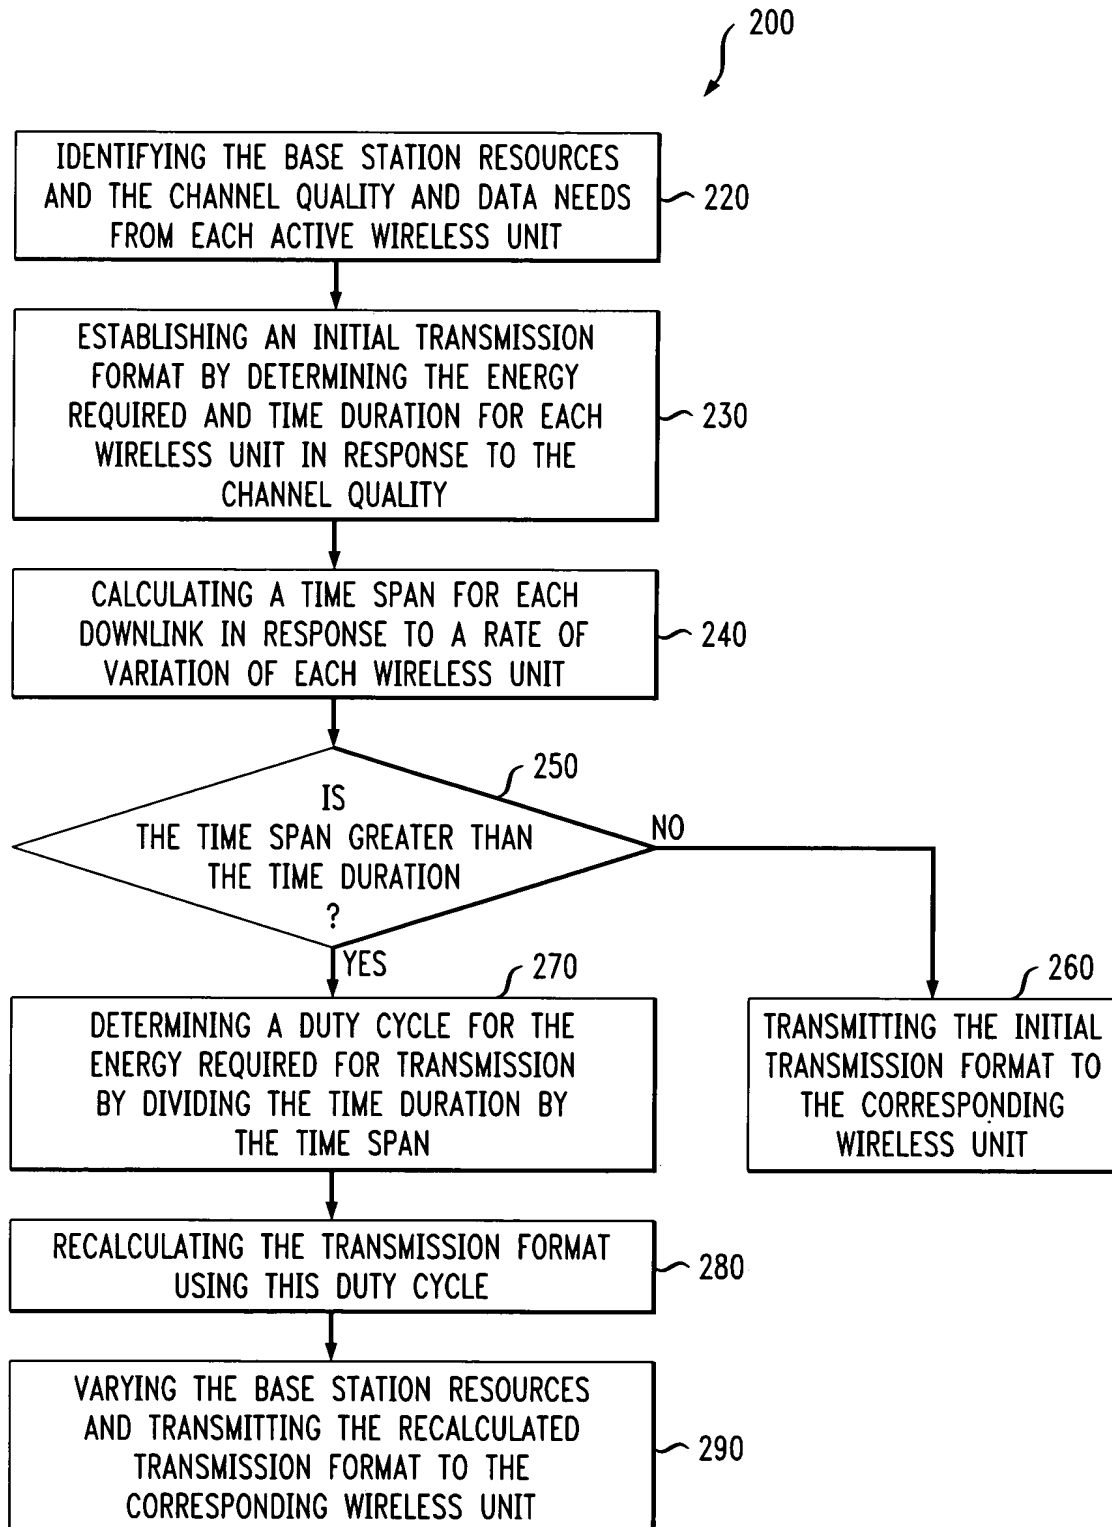 200
IDENTIFYING THE BASE STATION RESOURCES
AND THE CHANNEL QUALITY AND DATA NEEDS
FROM EACH ACTIVE WIRELESS UNIT
220
ESTABLISHING AN INITIAL TRANSMISSION
FORMAT BY DETERMINING THE ENERGY
REQUIRED AND TIME DURATION FOR EACH
WIRELESS UNIT IN RESPONSE TO THE
CHANNEL QUALITY
230
CALCULATING A TIME SPAN FOR EACH
DOWNLINK IN RESPONSE TO A RATE OF
VARIATION OF EACH WIRELESS UNIT
240
250
IS
THE TIME SPAN GREATER THAN
THE TIME DURATION
?
NO
YES
270
DETERMINING A DUTY CYCLE FOR THE
ENERGY REQUIRED FOR TRANSMISSION
BY DIVIDING THE TIME DURATION BY
THE TIME SPAN
260
TRANSMITTING THE INITIAL
TRANSMISSION FORMAT TO
THE CORRESPONDING
WIRELESS UNIT
RECALCULATING THE TRANSMISSION FORMAT
USING THIS DUTY CYCLE
280
VARYING THE BASE STATION RESOURCES
AND TRANSMITTING THE RECALCULATED
TRANSMISSION FORMAT TO THE
CORRESPONDING WIRELESS UNIT
290